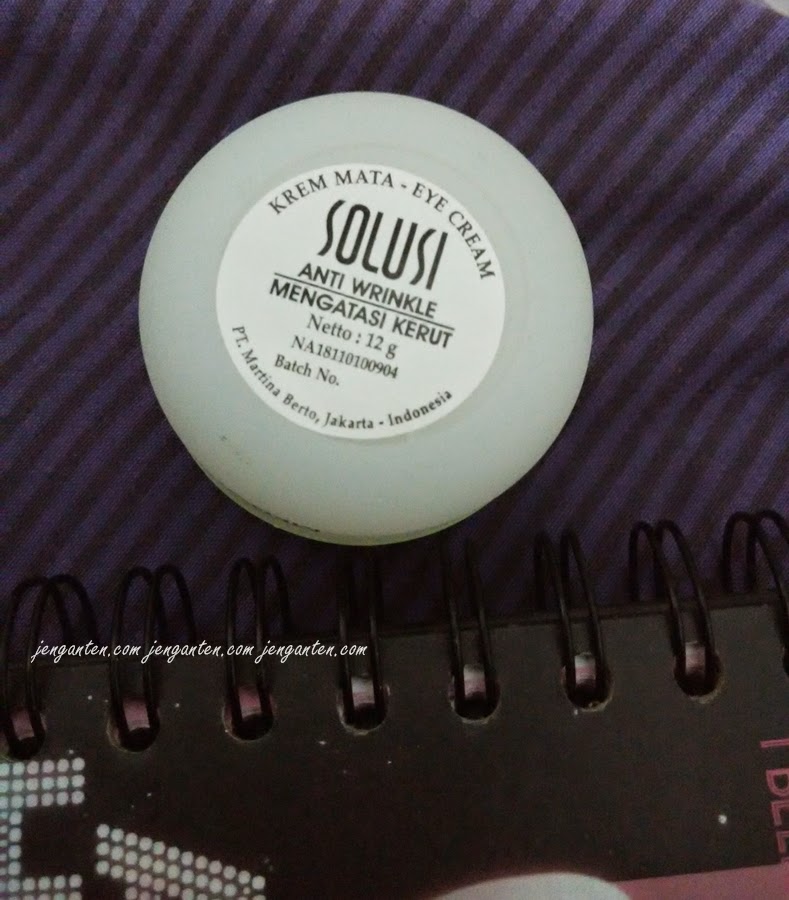 KREM MATA - EYE CREAM
SOLUSI
ANTI WRINKLE
MENGATASI KERUT
Netto : 12 g
NA18110100904
Batch No.
PT. Martina Berto, Jakarta - Indonesia
jenganten.com jenganten.com jenganten.com
I